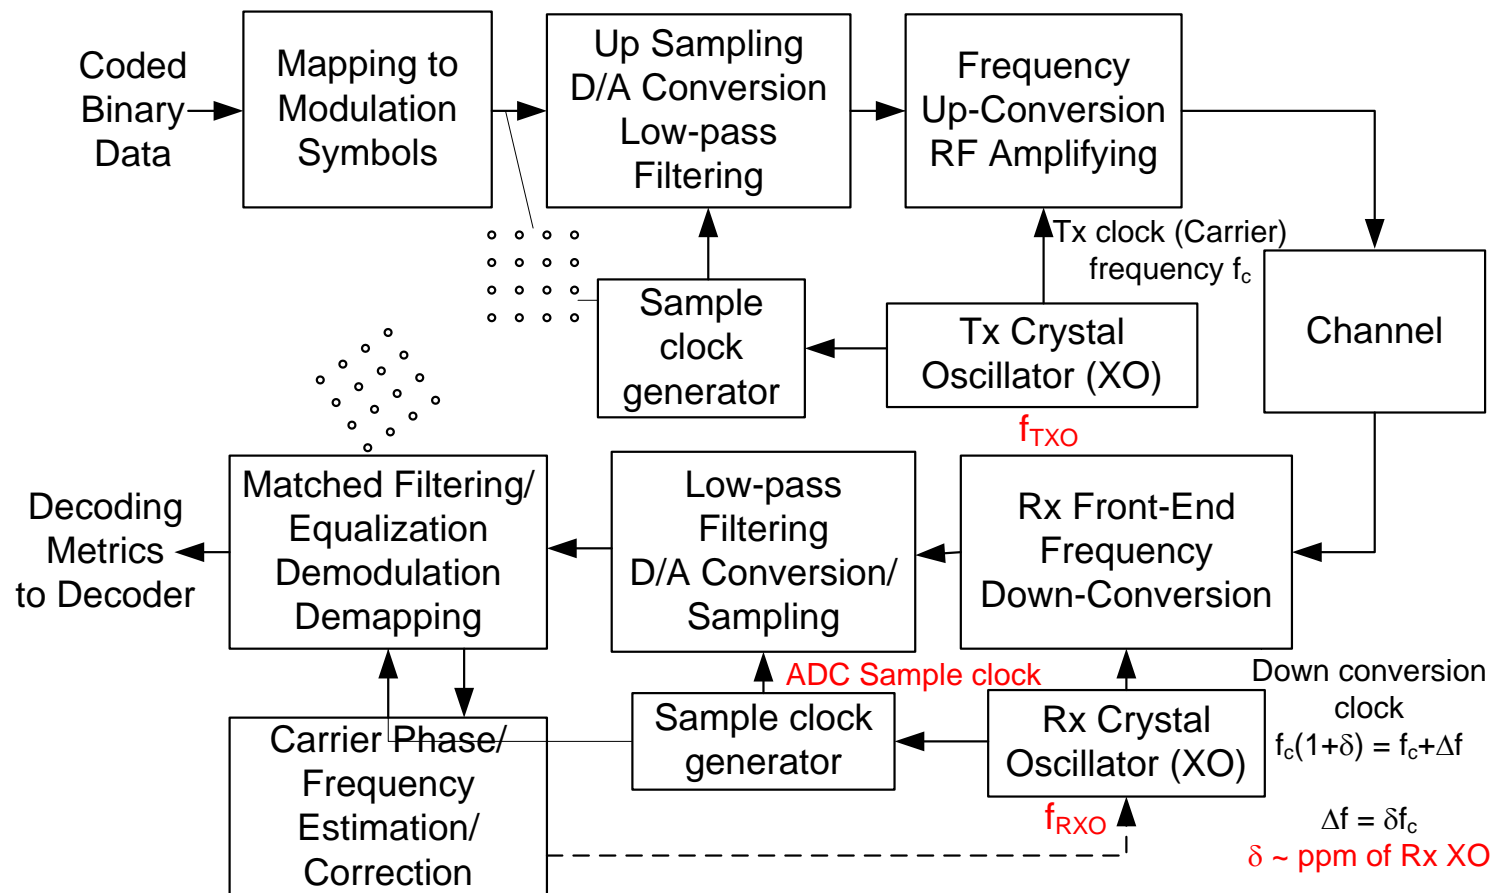 Coded
Binary
Data
Mapping to
Modulation
Symbols
Up Sampling
D/A Conversion
Low-pass
Filtering
Frequency
Up-Conversion
RF Amplifying
Tx clock (Carrier)
frequency fc
Sample
clock
generator
Tx Crystal
Oscillator (XO)
fTXO
Channel
Decoding
Metrics
to Decoder
Matched Filtering/
Equalization
Demodulation
Demapping
Low-pass
Filtering
D/A Conversion/
Sampling
Rx Front-End
Frequency
Down-Conversion
ADC Sample clock
Down conversion
clock
fc(1+δ) = fc+Δf
Carrier Phase/
Frequency
Estimation/
Correction
Sample clock
generator
Rx Crystal
Oscillator (XO)
fRXO
Δf = δfc
δ ~ ppm of Rx XO